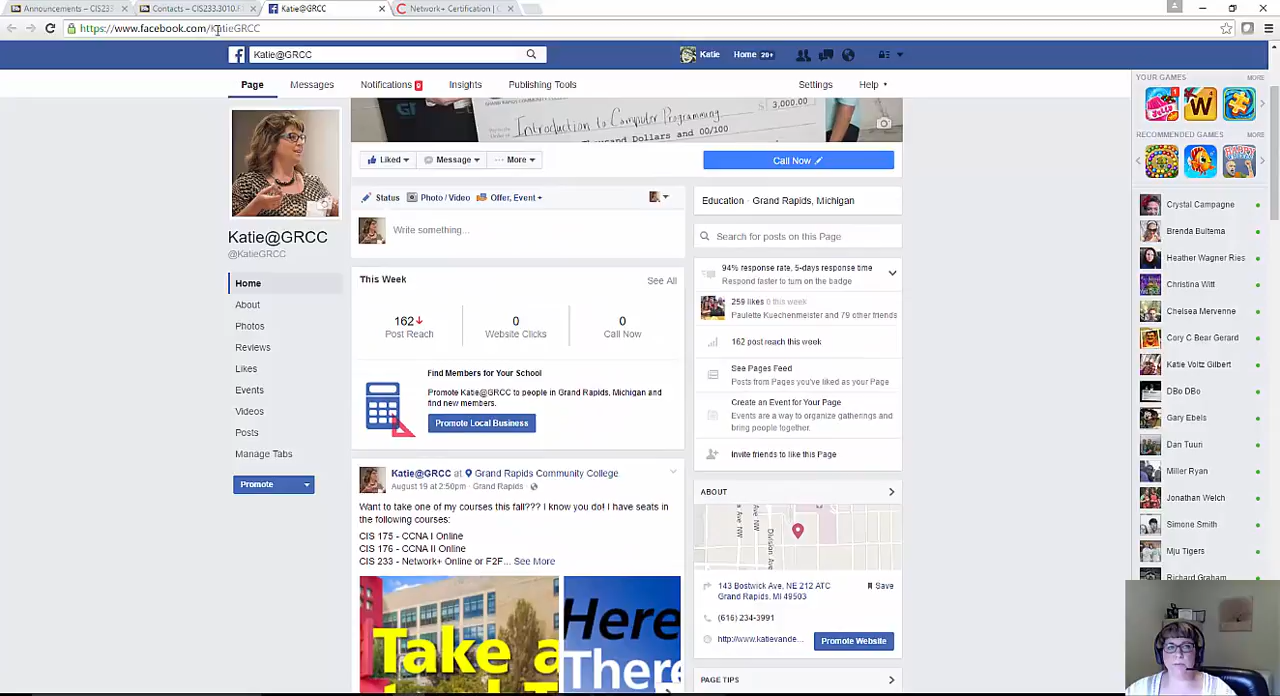 Announcements – CIS233
Contacts – CIS233.3010.F
Katie@GRCC
Network+ Certification | C
https://www.facebook.com/KatieGRCC
Katie@GRCC
Katie
Home 20+
Page
Messages
Notifications
Insights
Publishing Tools
Settings
Help
3,000.00
Introduction to Computer Programming
Thousand Dollars and 00/100
Liked
Message
More
Call Now
Katie@GRCC
@KatieGRCC
Home
About
Photos
Reviews
Likes
Events
Videos
Posts
Manage Tabs
Promote
Status
Photo / Video
Offer, Event +
Write something...
This Week
See All
162
Post Reach
0
Website Clicks
0
Call Now
Find Members for Your School
Promote Katie@GRCC to people in Grand Rapids, Michigan and
find new members.
Promote Local Business
Katie@GRCC at Grand Rapids Community College
August 19 at 2:50pm · Grand Rapids ·
Want to take one of my courses this fall??? I know you do! I have seats in
the following courses:
CIS 175 - CCNA I Online
CIS 176 - CCNA II Online
CIS 233 - Network+ Online or F2F... See More
Take a
Here
There
Education · Grand Rapids, Michigan
Search for posts on this Page
94% response rate, 5-days response time
Respond faster to turn on the badge
259 likes 0 this week
Paulette Kuechenmeister and 79 other friends
162 post reach this week
See Pages Feed
Posts from Pages you've liked as your Page
Create an Event for Your Page
Events are a way to organize gatherings and
bring people together.
Invite friends to like this Page
ABOUT
Division Ave
143 Bostwick Ave, NE 212 ATC
Grand Rapids, MI 49503
Save
(616) 234-3991
http://www.katievande...
Promote Website
PAGE TIPS
YOUR GAMES
MORE
W
RECOMMENDED GAMES
MORE
Crystal Campagne
Brenda Bultema
Heather Wagner Ries
Christina Witt
Chelsea Mervenne
Cory C Bear Gerard
Katie Voltz Gilbert
DBo DBo
Gary Ebels
Dan Tuuri
Miller Ryan
Jonathan Welch
Simone Smith
Mju Tigers
Richard Graham